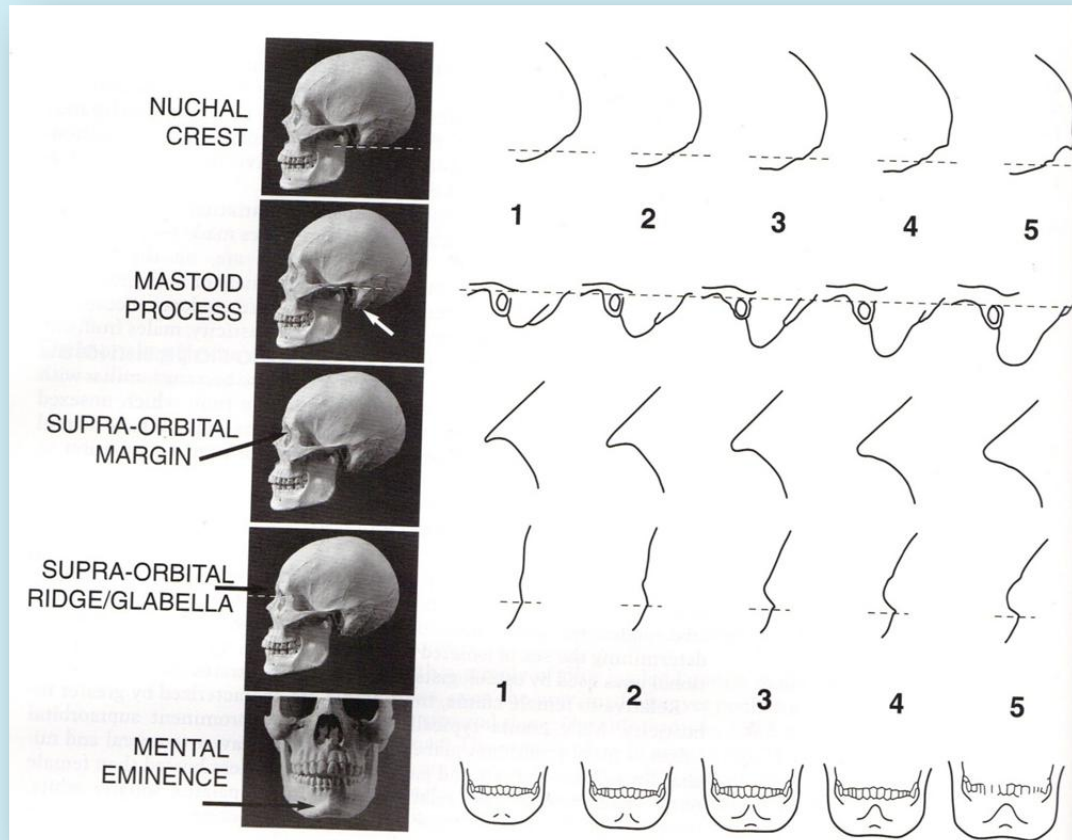 NUCHAL
CREST
1 2 3 4 5
MASTOID
PROCESS
SUPRA-ORBITAL
MARGIN
SUPRA-ORBITAL
RIDGE/GLABELLA
1 2 3 4 5
MENTAL
EMINENCE